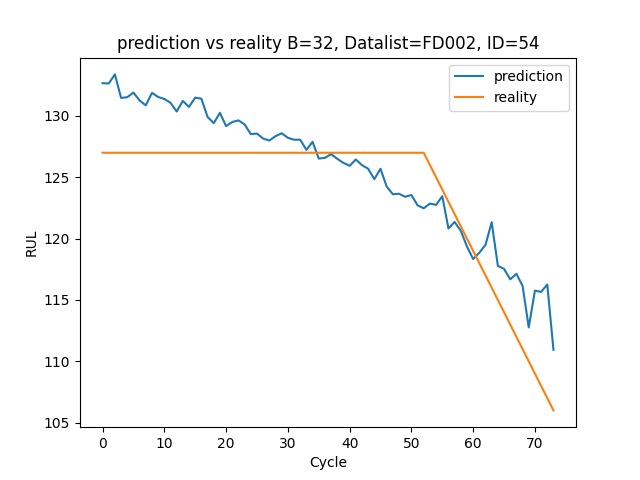 prediction vs reality B=32, Datalist=FD002, ID=54
prediction
reality
RUL
130
125
120
115
110
105
0 10 20 30 40 50 60 70
Cycle